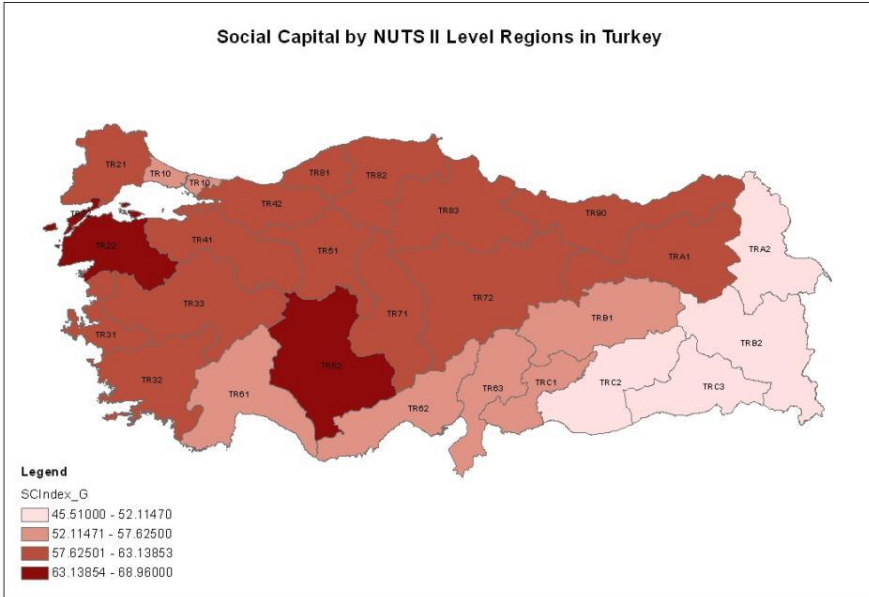 Social Capital by NUTS II Level Regions in Turkey
TR21
TR10
TR10
TR81
TR82
TR42
TR83
TR90
TR22
TR41
TR51
TRA1
TRA2
TR33
TR71
TR72
TRB1
TR31
TRB2
TR52
TR32
TR63
TRC1
TRC2
TRC3
TR61
TR62
Legend
SCIndex_G
45.51000 - 52.11470
52.11471 - 57.62500
57.62501 - 63.13853
63.13854 - 68.96000